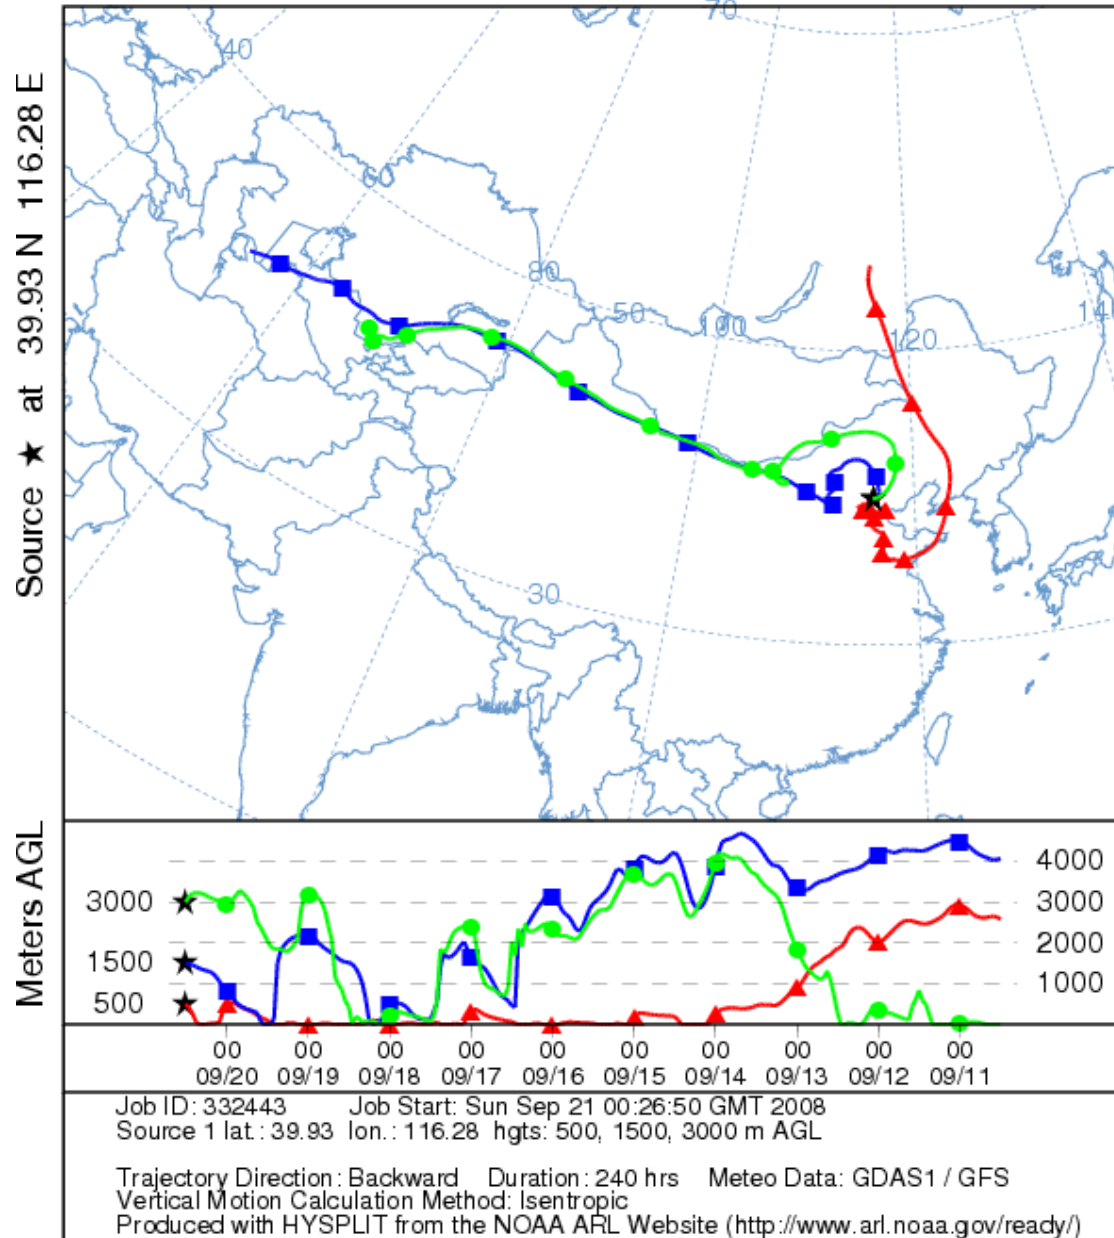 70
40
60
80
50
100
120
140
30
Source ★ at 39.93 N 116.28 E
Meters AGL
3000
1500
500
4000
3000
2000
1000
00 00 00 00 00 00 00 00 00 00
09/20 09/19 09/18 09/17 09/16 09/15 09/14 09/13 09/12 09/11
Job ID: 332443 Job Start: Sun Sep 21 00:26:50 GMT 2008
Source 1 lat.: 39.93 lon.: 116.28 hgts: 500, 1500, 3000 m AGL
Trajectory Direction: Backward Duration: 240 hrs Meteo Data: GDAS1 / GFS
Vertical Motion Calculation Method: Isentropic
Produced with HYSPLIT from the NOAA ARL Website (http://www.arl.noaa.gov/ready/)